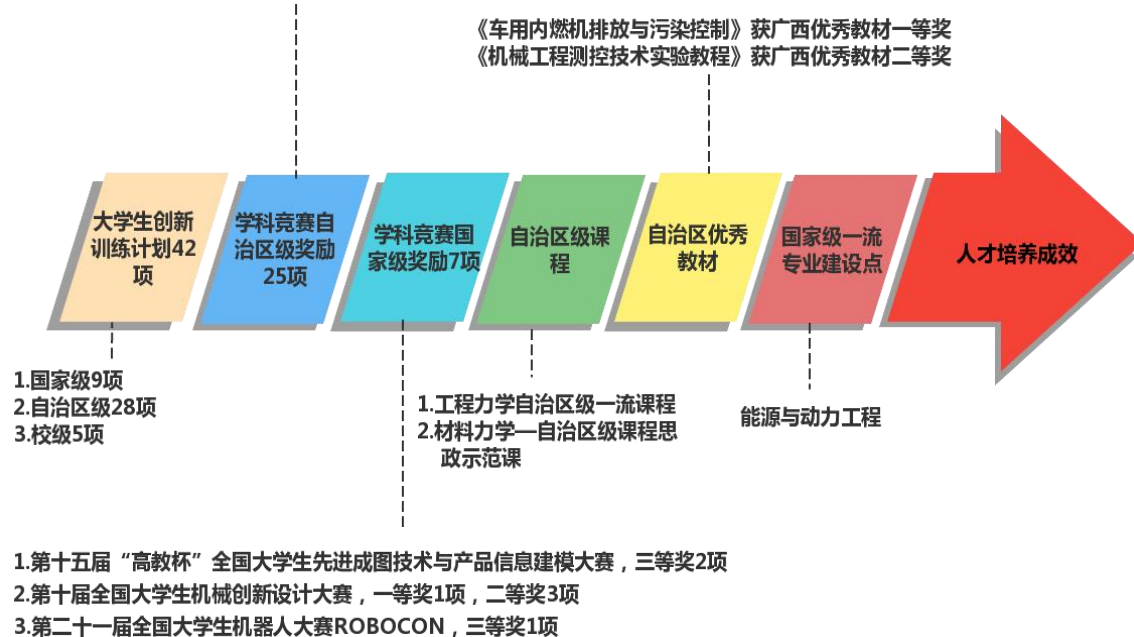 《车用内燃机排放与污染控制》获广西优秀教材一等奖
《机械工程测控技术实验教程》获广西优秀教材二等奖
大学生创新
训练计划42
项
学科竞赛自
治区级奖励
25项
学科竞赛国
家级奖励7项
自治区级课
程
自治区优秀
教材
国家级一流
专业建设点
人才培养成效
1.国家级9项
2.自治区级28项
3.校级5项
1.工程力学自治区级一流课程
2.材料力学—自治区级课程思
政示范课
能源与动力工程
1.第十五届“高教杯”全国大学生先进成图技术与产品信息建模大赛，三等奖2项
2.第十届全国大学生机械创新设计大赛，一等奖1项，二等奖3项
3.第二十一届全国大学生机器人大赛ROBOCON，三等奖1项